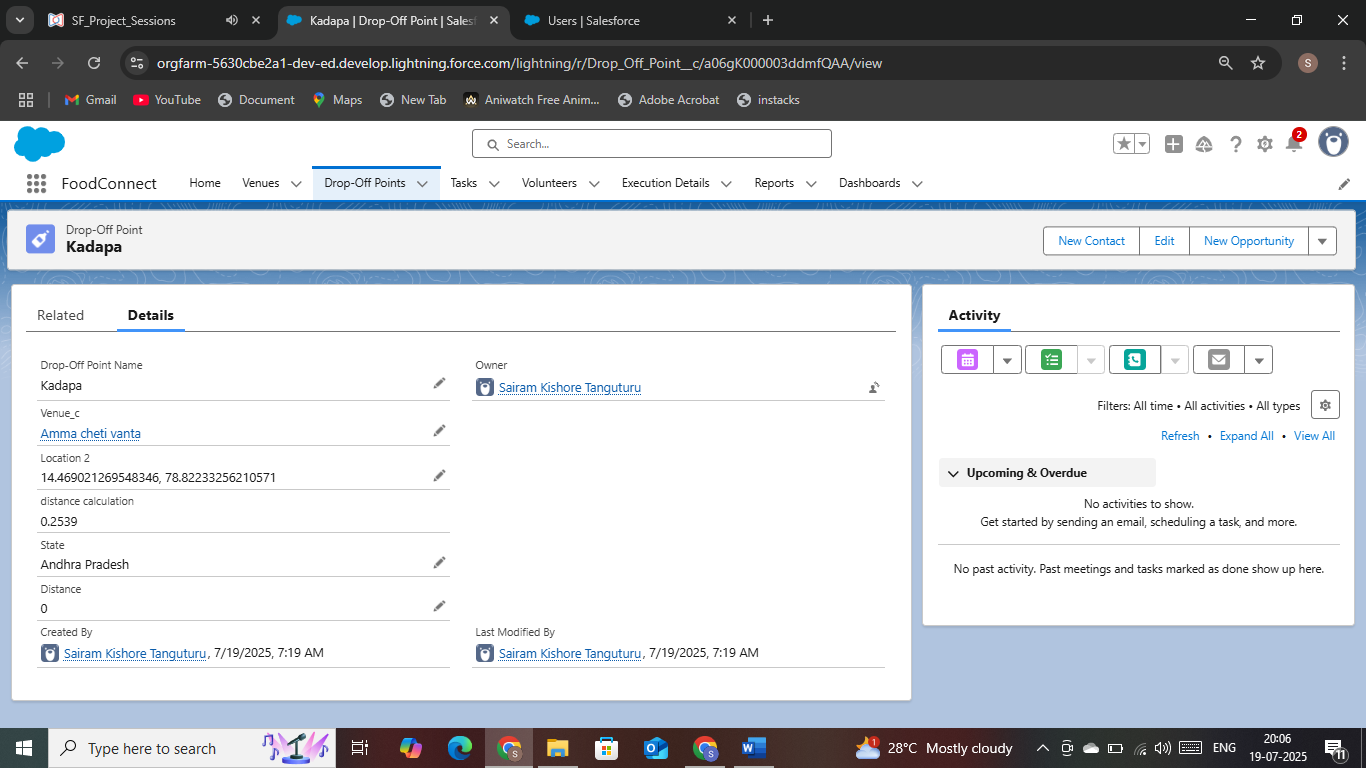 SF_Project_Sessions
Kadapa | Drop-Off Point | Salesf
Users | Salesforce
orgfarm-5630cbe2a1-dev-ed.develop.lightning.force.com/lightning/r/Drop_Off_Point__c/a06gK000003ddmfQAA/view
S
Gmail YouTube Document Maps New Tab Aniwatch Free Anim... Adobe Acrobat instacks
Search...
2
FoodConnect Home Venues Drop-Off Points Tasks Volunteers Execution Details Reports Dashboards
Drop-Off Point
Kadapa
New Contact Edit New Opportunity
Related Details
Drop-Off Point Name
Kadapa
Owner
Sairam Kishore Tanguturu
Venue_c
Amma cheti vanta
Location 2
14.469021269548346, 78.82233256210571
distance calculation
0.2539
State
Andhra Pradesh
Distance
0
Created By
Sairam Kishore Tanguturu, 7/19/2025, 7:19 AM
Last Modified By
Sairam Kishore Tanguturu, 7/19/2025, 7:19 AM
Activity
Filters: All time • All activities • All types
Refresh • Expand All • View All
Upcoming & Overdue
No activities to show.
Get started by sending an email, scheduling a task, and more.
No past activity. Past meetings and tasks marked as done show up here.
Type here to search
S
S
1
28°C Mostly cloudy
ENG
20:06
19-07-2025
11